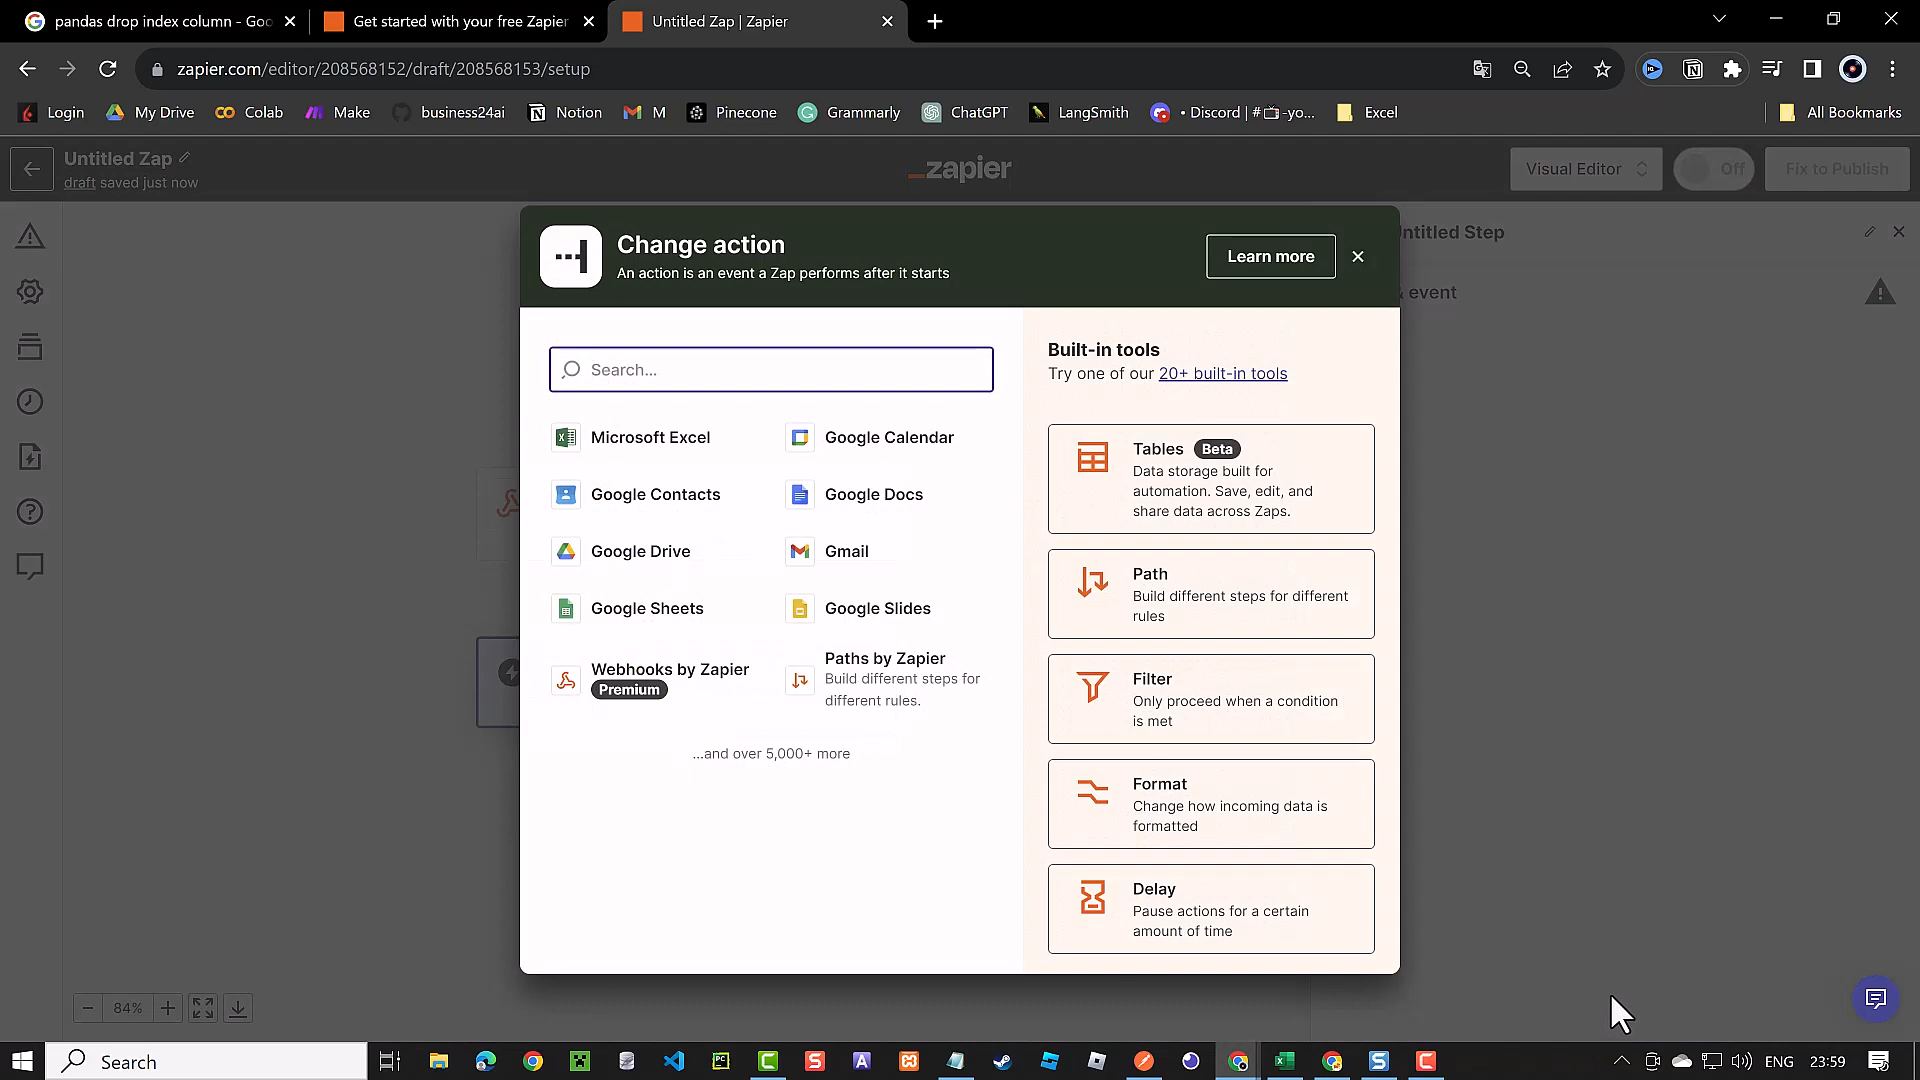 pandas drop index column - Goo
Get started with your free Zapier
Untitled Zap | Zapier
zapier.com/editor/208568152/draft/208568153/setup
Login
My Drive
Colab
Make
business24ai
Notion
M
Pinecone
Grammarly
ChatGPT
LangSmith
• Discord | #📺-yo...
Excel
All Bookmarks
Untitled Zap
draft saved just now
zapier
Visual Editor
Off
Fix to Publish
Change action
An action is an event a Zap performs after it starts
Learn more
ntitled Step
& event
Search...
Microsoft Excel
Google Calendar
Google Contacts
Google Docs
Google Drive
Gmail
Google Sheets
Google Slides
Webhooks by Zapier
Premium
Paths by Zapier
Build different steps for
different rules.
...and over 5,000+ more
Built-in tools
Try one of our 20+ built-in tools
Tables Beta
Data storage built for
automation. Save, edit, and
share data across Zaps.
Path
Build different steps for different
rules
Filter
Only proceed when a condition
is met
Format
Change how incoming data is
formatted
Delay
Pause actions for a certain
amount of time
84%
Search
ENG
23:59